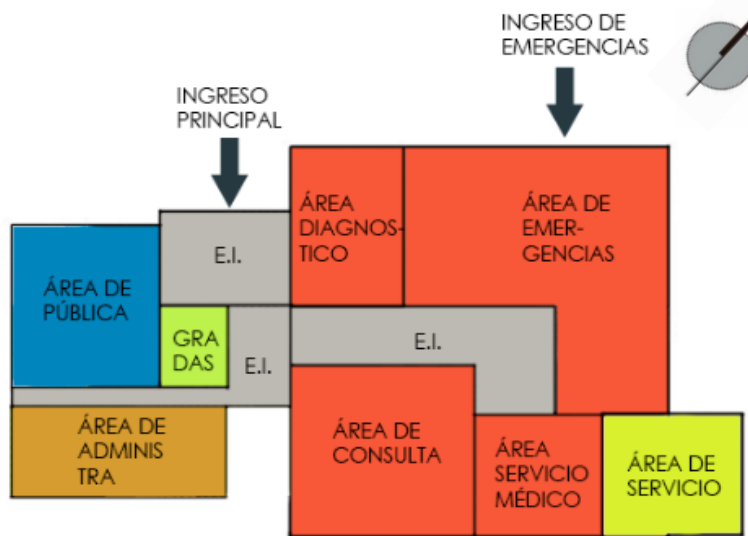 INGRESO DE
EMERGENCIAS
INGRESO
PRINCIPAL
ÁREA
DIAGNOS-
TICO
ÁREA DE
EMER-
GENCIAS
E.I.
ÁREA DE
PÚBLICA
GRA
DAS
E.I.
E.I.
ÁREA DE
ADMINIS
TRA
ÁREA DE
CONSULTA
ÁREA
SERVICIO
MÉDICO
ÁREA DE
SERVICIO